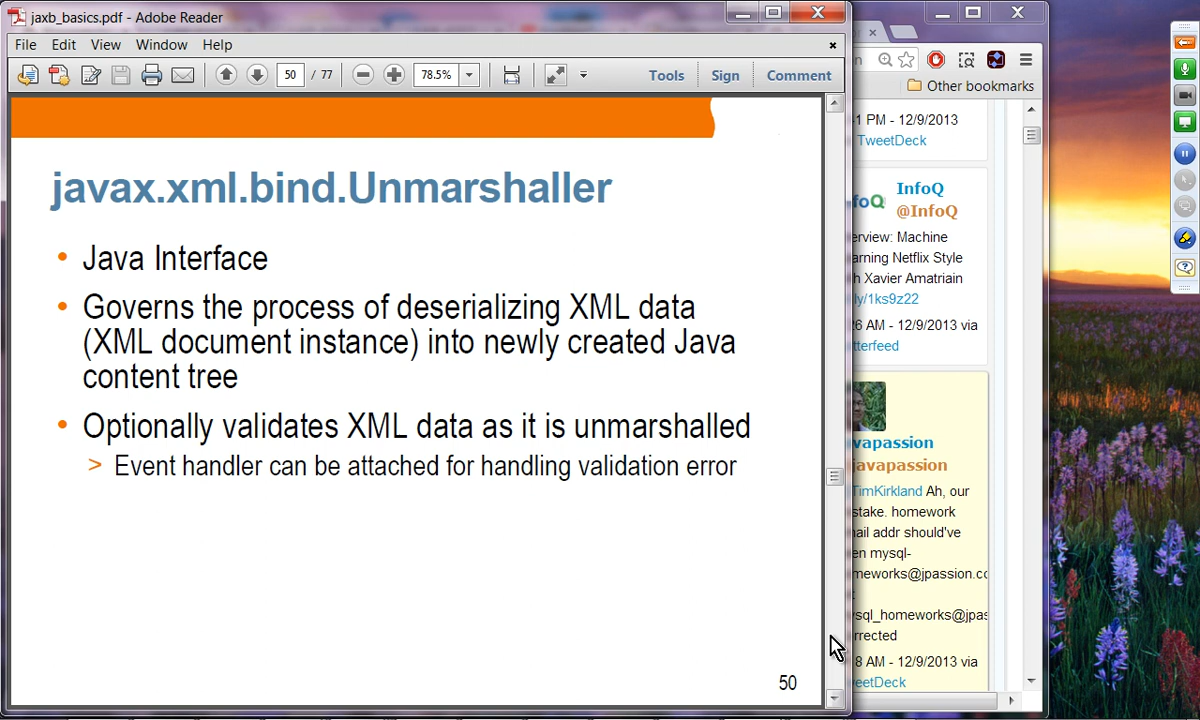 jaxb_basics.pdf - Adobe Reader
File Edit View Window Help
50 / 77 78.5% Tools Sign Comment
javax.xml.bind.Unmarshaller
• Java Interface
• Governs the process of deserializing XML data
(XML document instance) into newly created Java
content tree
• Optionally validates XML data as it is unmarshalled
> Event handler can be attached for handling validation error
50
Other bookmarks
1 PM - 12/9/2013
TweetDeck
foQ
InfoQ
@InfoQ
erview: Machine
arning Netflix Style
h Xavier Amatriain
ly/1ks9z22
26 AM - 12/9/2013 via
tterfeed
vapassion
javapassion
TimKirkland Ah, our
stake. homework
ail addr should've
en mysql-
meworks@jpassion.co
ysql_homeworks@jpas
rrected
8 AM - 12/9/2013 via
eetDeck